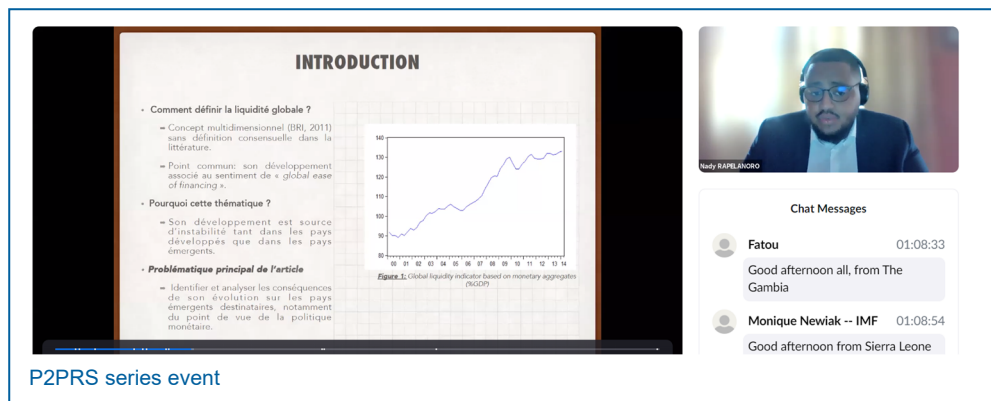 INTRODUCTION
• Comment définir la liquidité globale ?
– Concept multidimensionnel (BRI, 2011)
sans définition consensuelle dans la
littérature.
– Point commun: son développement
associé au sentiment de « global ease
of financing ».
• Pourquoi cette thématique ?
– Son développement est source
d'instabilité tant dans les pays
développés que dans les pays
émergents.
• Problématique principal de l'article
– Identifier et analyser les conséquences
de son évolution sur les pays
émergents destinataires, notamment
du point de vue de la politique
monétaire.
140
130
120
110
100
90
80
00 01 02 03 04 05 06 07 08 09 10 11 12 13 14
Figure 1: Global liquidity indicator based on monetary aggregates
(%GDP)
Nady RAPELANORO
Chat Messages
Fatou 01:08:33
Good afternoon all, from The
Gambia
Monique Newiak -- IMF 01:08:54
Good afternoon from Sierra Leone
P2PRS series event